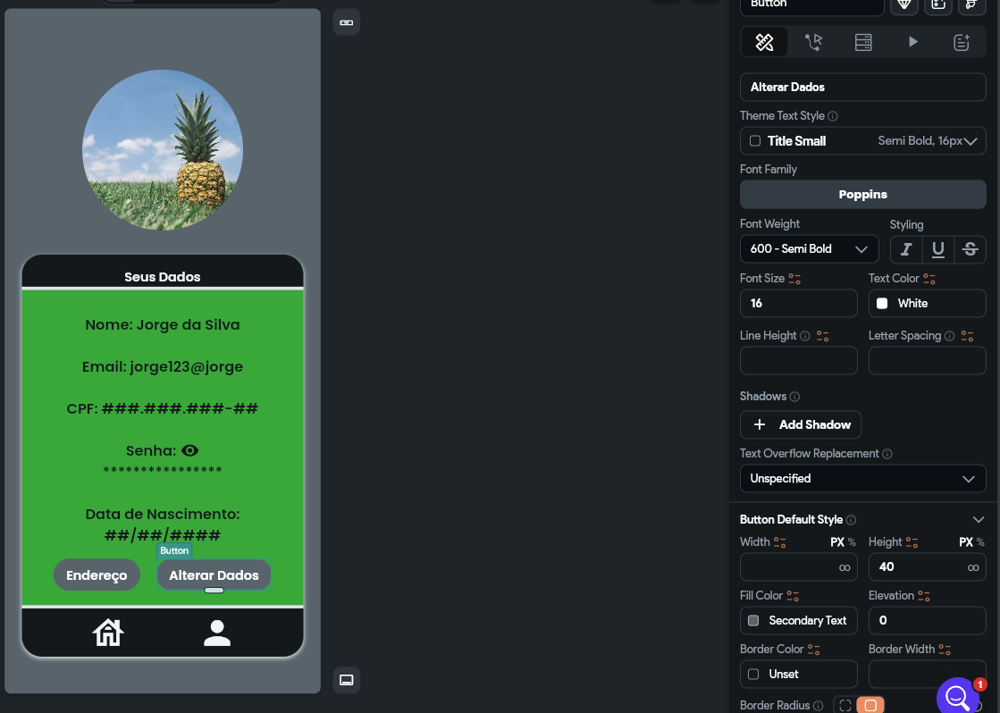 Button
Seus Dados
Nome: Jorge da Silva
Email: jorge123@jorge
CPF: ###.###.###-##
Senha:
****************
Data de Nascimento:
##/##/####
Button
Endereço
Alterar Dados
Alterar Dados
Theme Text Style
Title Small
Semi Bold, 16px
Font Family
Poppins
Font Weight
Styling
600 - Semi Bold
I U S
Font Size
Text Color
16
White
Line Height
Letter Spacing
Shadows
+ Add Shadow
Text Overflow Replacement
Unspecified
Button Default Style
Width
PX %
Height
PX %
∞
40
∞
Fill Color
Elevation
Secondary Text
0
Border Color
Border Width
Unset
1
Border Radius